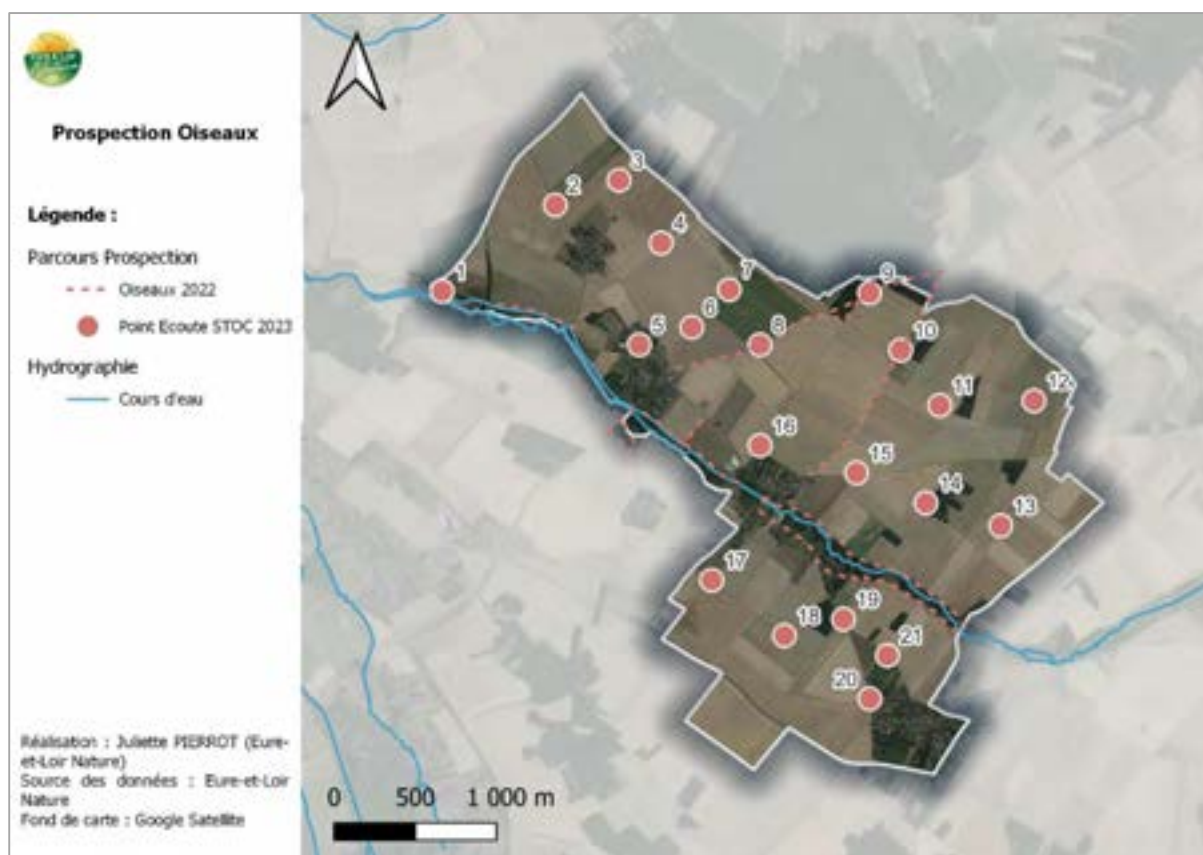 Prospection Oiseaux
Légende :
Parcours Prospection
Oiseaux 2022
Point Ecoute STOC 2023
Hydrographie
Cours d'eau
Réalisation : Juliette PIERROT (Eure-
et-Loir Nature)
Source des données : Eure-et-Loir
Nature
Fond de carte : Google Satellite
0 500 1 000 m
1
2
3
4
5
6
7
8
9
10
11
12
13
14
15
16
17
18
19
20
21